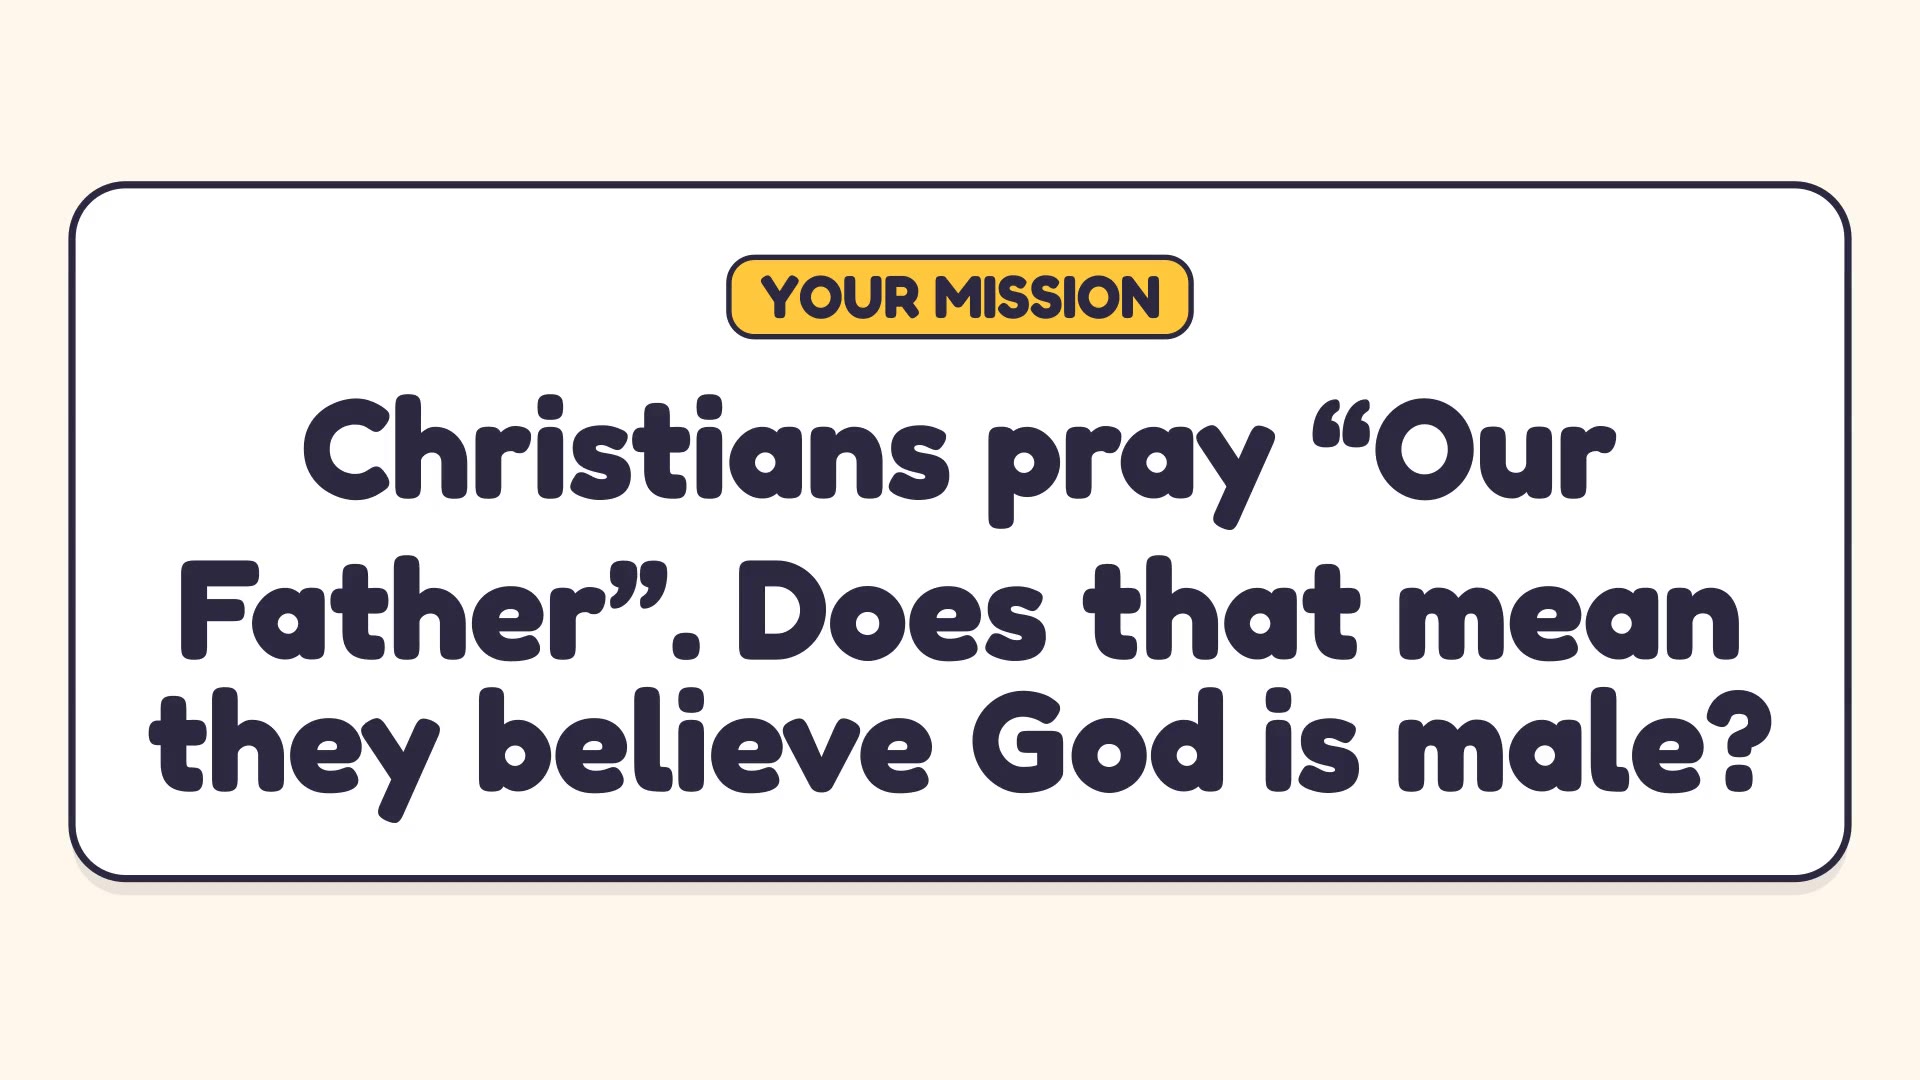 YOUR MISSION
Christians pray “Our
Father”. Does that mean
they believe God is male?